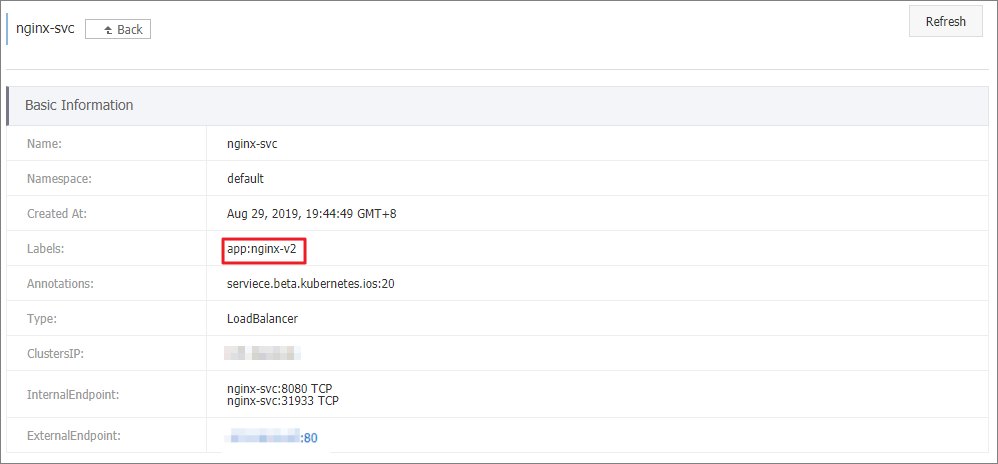 nginx-svc
Back
Refresh
Basic Information
Name: nginx-svc
Namespace: default
Created At: Aug 29, 2019, 19:44:49 GMT+8
Labels: app:nginx-v2
Annotations: serviece.beta.kubernetes.ios:20
Type: LoadBalancer
ClustersIP:
InternalEndpoint: nginx-svc:8080 TCP
nginx-svc:31933 TCP
ExternalEndpoint: :80